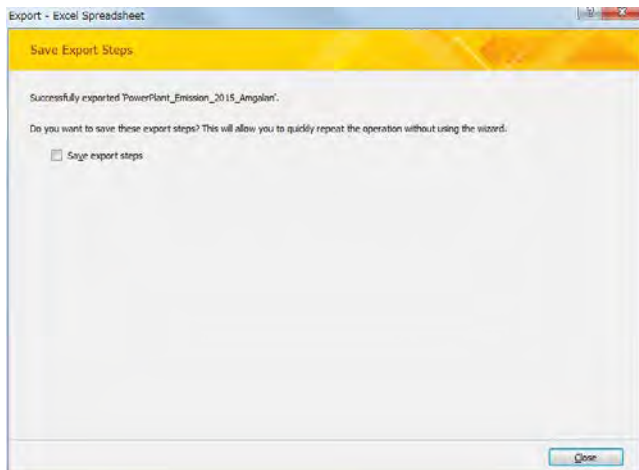 Export - Excel Spreadsheet
Save Export Steps
Successfully exported 'PowerPlant_Emission_2015_Amgalan'.
Do you want to save these export steps? This will allow you to quickly repeat the operation without using the wizard.
Save export steps
Close